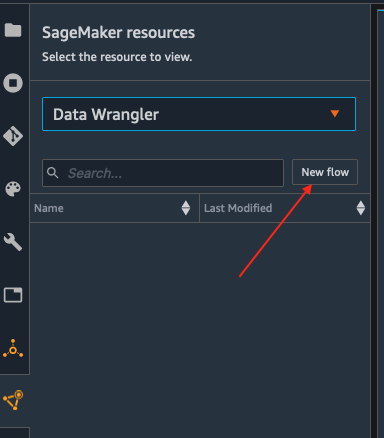 SageMaker resources
Select the resource to view.
Data Wrangler
Search...
New flow
Name
Last Modified